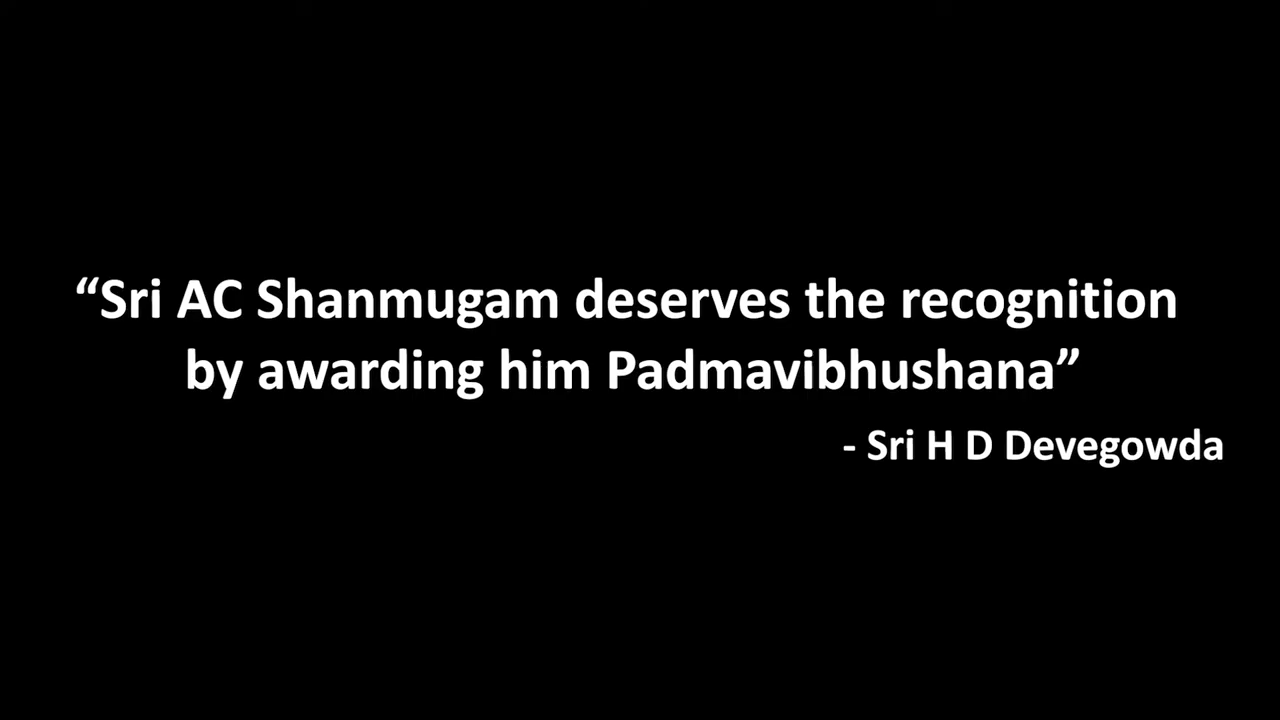 “Sri AC Shanmugam deserves the recognition
by awarding him Padmavibhushana”
- Sri H D Devegowda